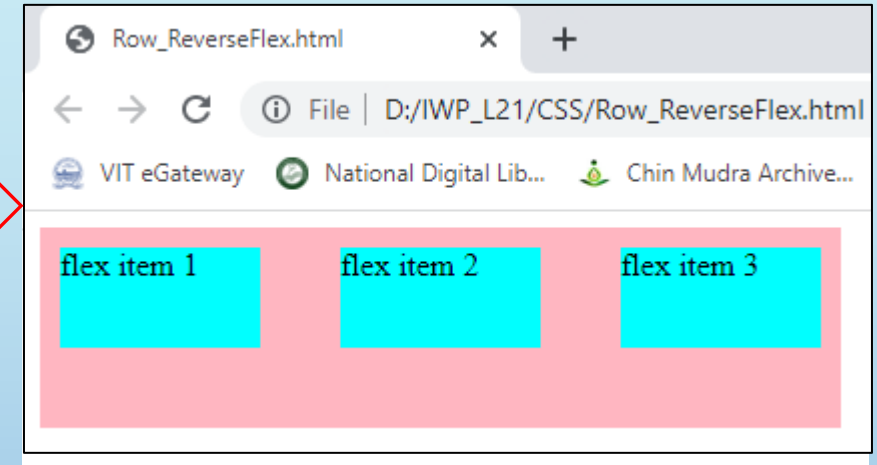 Row_ReverseFlex.html
File | D:/IWP_L21/CSS/Row_ReverseFlex.html
VIT eGateway National Digital Lib... Chin Mudra Archive...
flex item 1 flex item 2 flex item 3